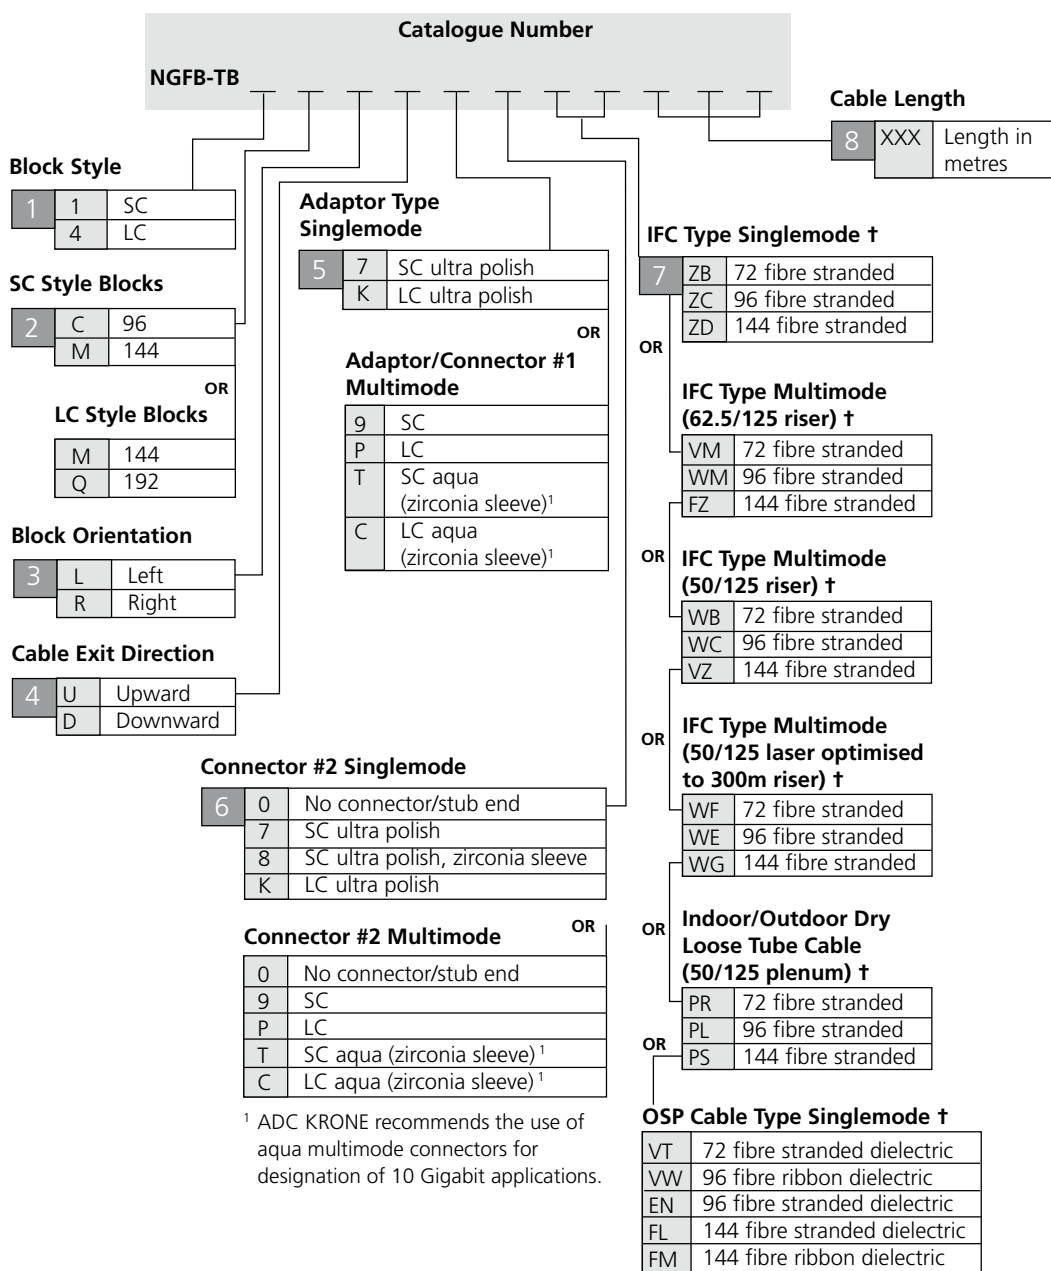 Catalogue Number
NGFB-TB
Cable Length
8 XXX Length in
metres
Block Style
1 1 SC
4 LC
SC Style Blocks
2 C 96
M 144
OR
LC Style Blocks
M 144
Q 192
Block Orientation
3 L Left
R Right
Cable Exit Direction
4 U Upward
D Downward
Adaptor Type
Singlemode
5 7 SC ultra polish
K LC ultra polish
OR
Adaptor/Connector #1
Multimode
9 SC
P LC
T SC aqua
(zirconia sleeve)¹
C LC aqua
(zirconia sleeve)¹
Connector #2 Singlemode
6 0 No connector/stub end
7 SC ultra polish
8 SC ultra polish, zirconia sleeve
K LC ultra polish
OR
Connector #2 Multimode
0 No connector/stub end
9 SC
P LC
T SC aqua (zirconia sleeve) ¹
C LC aqua (zirconia sleeve) ¹
¹ ADC KRONE recommends the use of
aqua multimode connectors for
designation of 10 Gigabit applications.
IFC Type Singlemode †
7 ZB 72 fibre stranded
ZC 96 fibre stranded
ZD 144 fibre stranded
OR
IFC Type Multimode
(62.5/125 riser) †
VM 72 fibre stranded
WM 96 fibre stranded
FZ 144 fibre stranded
OR
IFC Type Multimode
(50/125 riser) †
WB 72 fibre stranded
WC 96 fibre stranded
VZ 144 fibre stranded
OR
IFC Type Multimode
(50/125 laser optimised
to 300m riser) †
WF 72 fibre stranded
WE 96 fibre stranded
WG 144 fibre stranded
OR
Indoor/Outdoor Dry
Loose Tube Cable
(50/125 plenum) †
PR 72 fibre stranded
PL 96 fibre stranded
PS 144 fibre stranded
OR
OSP Cable Type Singlemode †
VT 72 fibre stranded dielectric
VW 96 fibre ribbon dielectric
EN 96 fibre stranded dielectric
FL 144 fibre stranded dielectric
FM 144 fibre ribbon dielectric